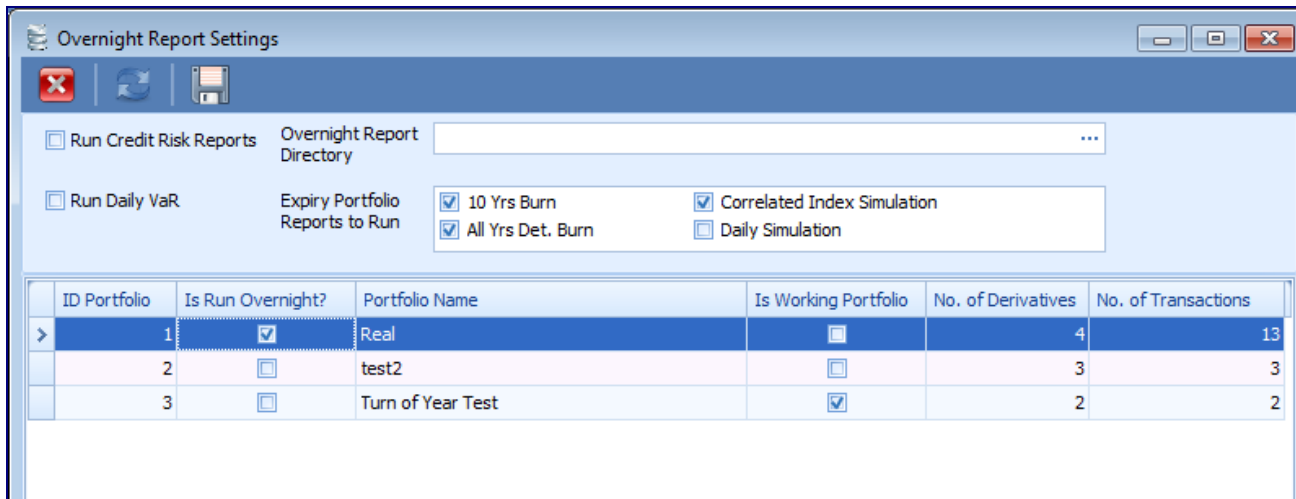 Overnight Report Settings
Run Credit Risk Reports
Overnight Report
Directory
...
Run Daily VaR
Expiry Portfolio
Reports to Run
10 Yrs Burn
Correlated Index Simulation
All Yrs Det. Burn
Daily Simulation
ID Portfolio Is Run Overnight? Portfolio Name Is Working Portfolio No. of Derivatives No. of Transactions
1 Real 4 13
2 test2 3 3
3 Turn of Year Test 2 2